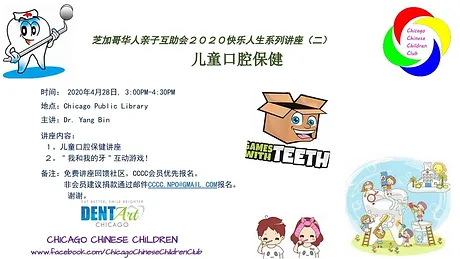 芝加哥华人亲子互助会２０２０快乐人生系列讲座（二）
儿童口腔保健
Chicago
Chinese
Children
Club
时间： 2020年4月28日, 3:00PM-4:30PM
地点：Chicago Public Library
主讲：Dr. Yang Bin
讲座内容：
1、儿童口腔保健讲座
2、"我和我的牙"互动游戏！
备注：免费讲座回馈社区。CCCC会员优先报名。
非会员建议捐款通过邮件CCCC.NPO@GMAIL.COM报名。
谢谢。
GAMES
WITH TEETH
EAT BETTER, SMILE BRIGHTER
DENTArt
CHICAGO
CHICAGO CHINESE CHILDREN
www.facebook.com/ChicagoChineseChildrenClub